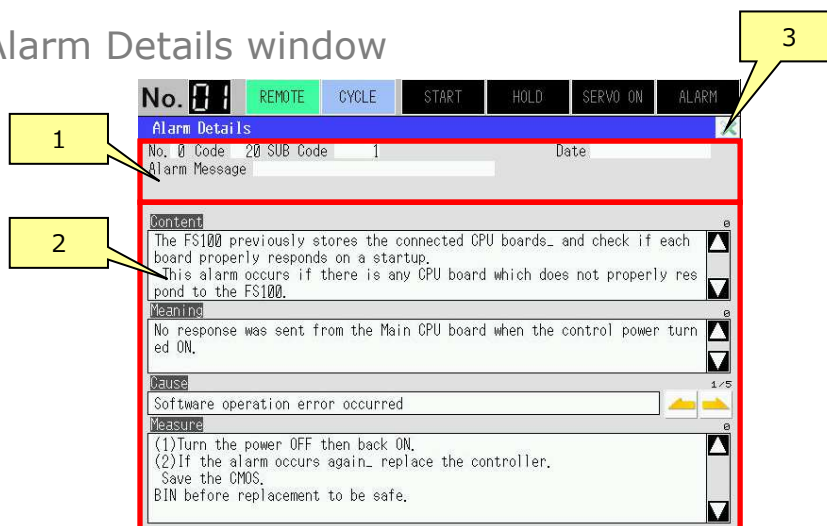 Alarm Details window
3
No. 01 REMOTE CYCLE START HOLD SERVO ON ALARM
Alarm Details
1
No. 0 Code 20 SUB Code 1 Date
Alarm Message
2
Content 0
The FS100 previously stores the connected CPU boards_ and check if each
board properly responds on a startup.
This alarm occurs if there is any CPU board which does not properly res
pond to the FS100.
Meaning 0
No response was sent from the Main CPU board when the control power turn
ed ON.
Cause 1/5
Software operation error occurred
Measure 0
(1)Turn the power OFF then back ON.
(2)If the alarm occurs again_ replace the controller.
Save the CMOS.
BIN before replacement to be safe.